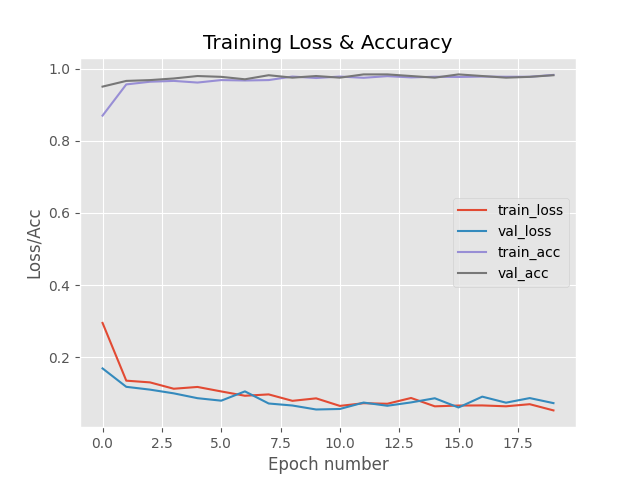 Training Loss & Accuracy
1.0
0.8
0.6
0.4
0.2
Loss/Acc
train_loss
val_loss
train_acc
val_acc
0.0 2.5 5.0 7.5 10.0 12.5 15.0 17.5
Epoch number